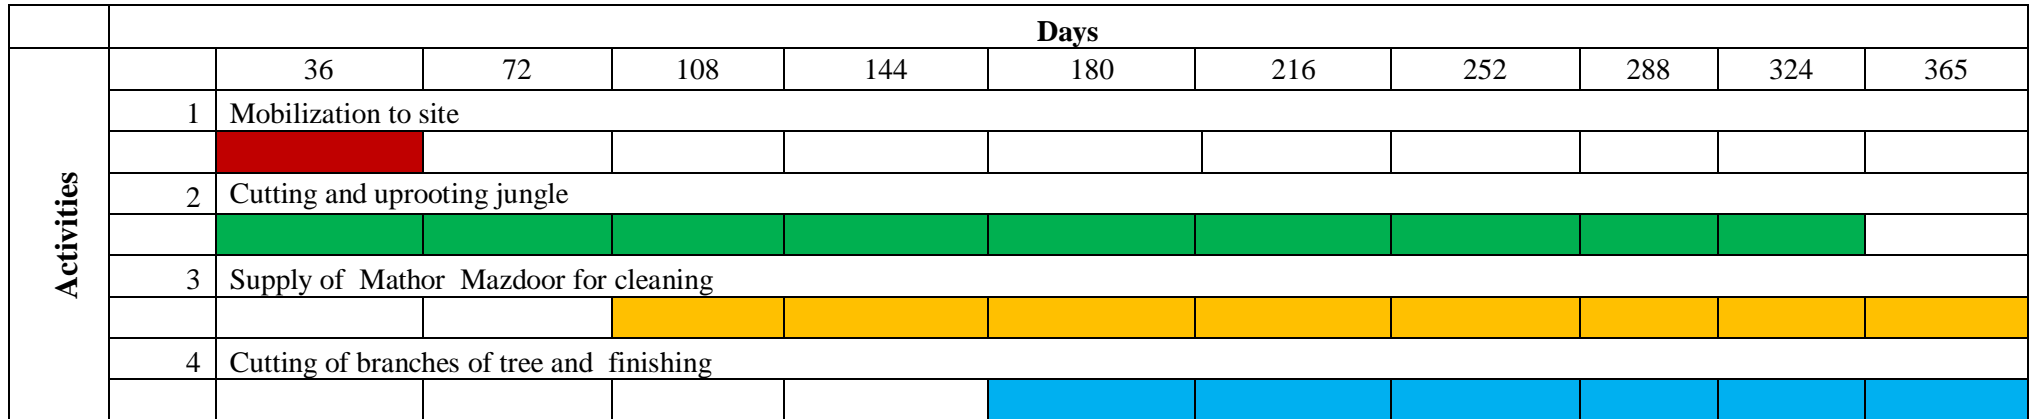 Days
36 72 108 144 180 216 252 288 324 365
Activities
1 Mobilization to site
2 Cutting and uprooting jungle
3 Supply of Mathor Mazdoor for cleaning
4 Cutting of branches of tree and finishing